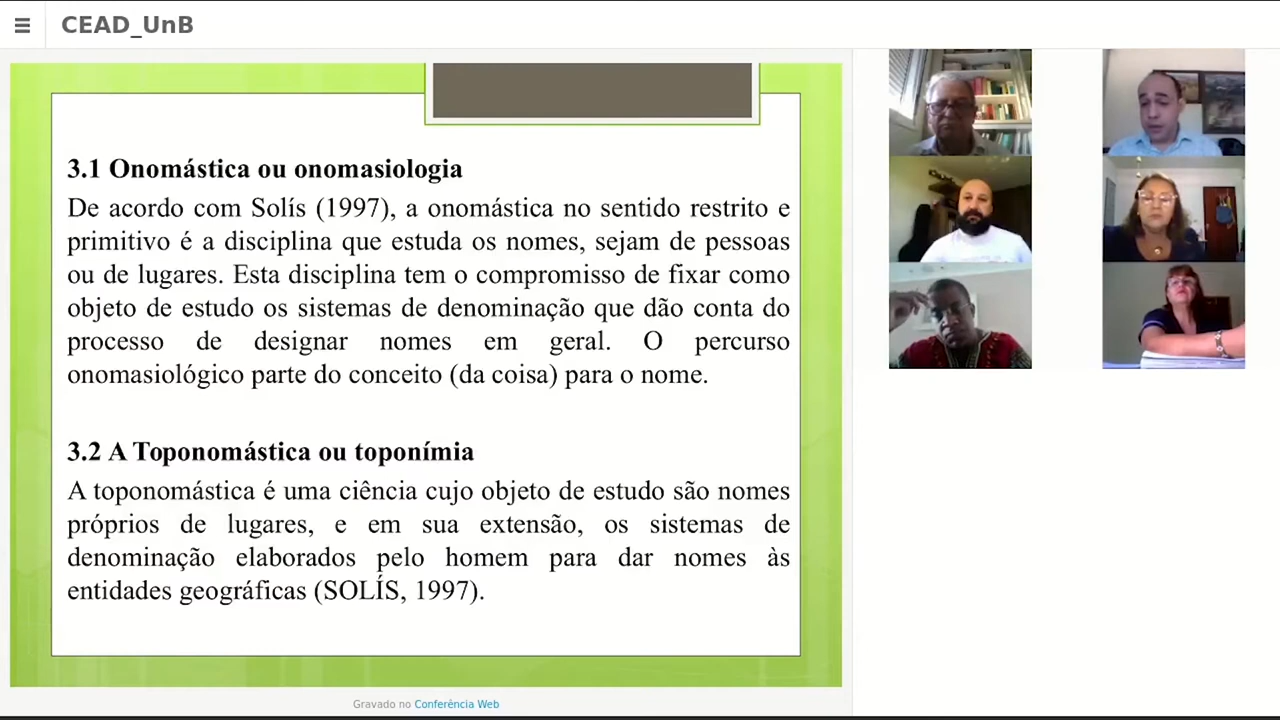 CEAD_UnB
3.1 Onomástica ou onomasiologia
De acordo com Solís (1997), a onomástica no sentido restrito e
primitivo é a disciplina que estuda os nomes, sejam de pessoas
ou de lugares. Esta disciplina tem o compromisso de fixar como
objeto de estudo os sistemas de denominação que dão conta do
processo de designar nomes em geral. O percurso
onomasiológico parte do conceito (da coisa) para o nome.
3.2 A Toponomástica ou toponímia
A toponomástica é uma ciência cujo objeto de estudo são nomes
próprios de lugares, e em sua extensão, os sistemas de
denominação elaborados pelo homem para dar nomes às
entidades geográficas (SOLÍS, 1997).
Gravado no Conferência Web